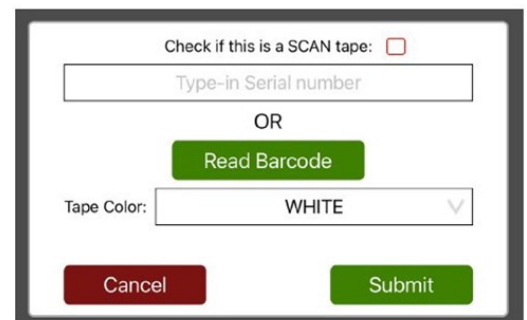 Check if this is a SCAN tape:
Type-in Serial number
OR
Read Barcode
Tape Color: WHITE
Cancel Submit